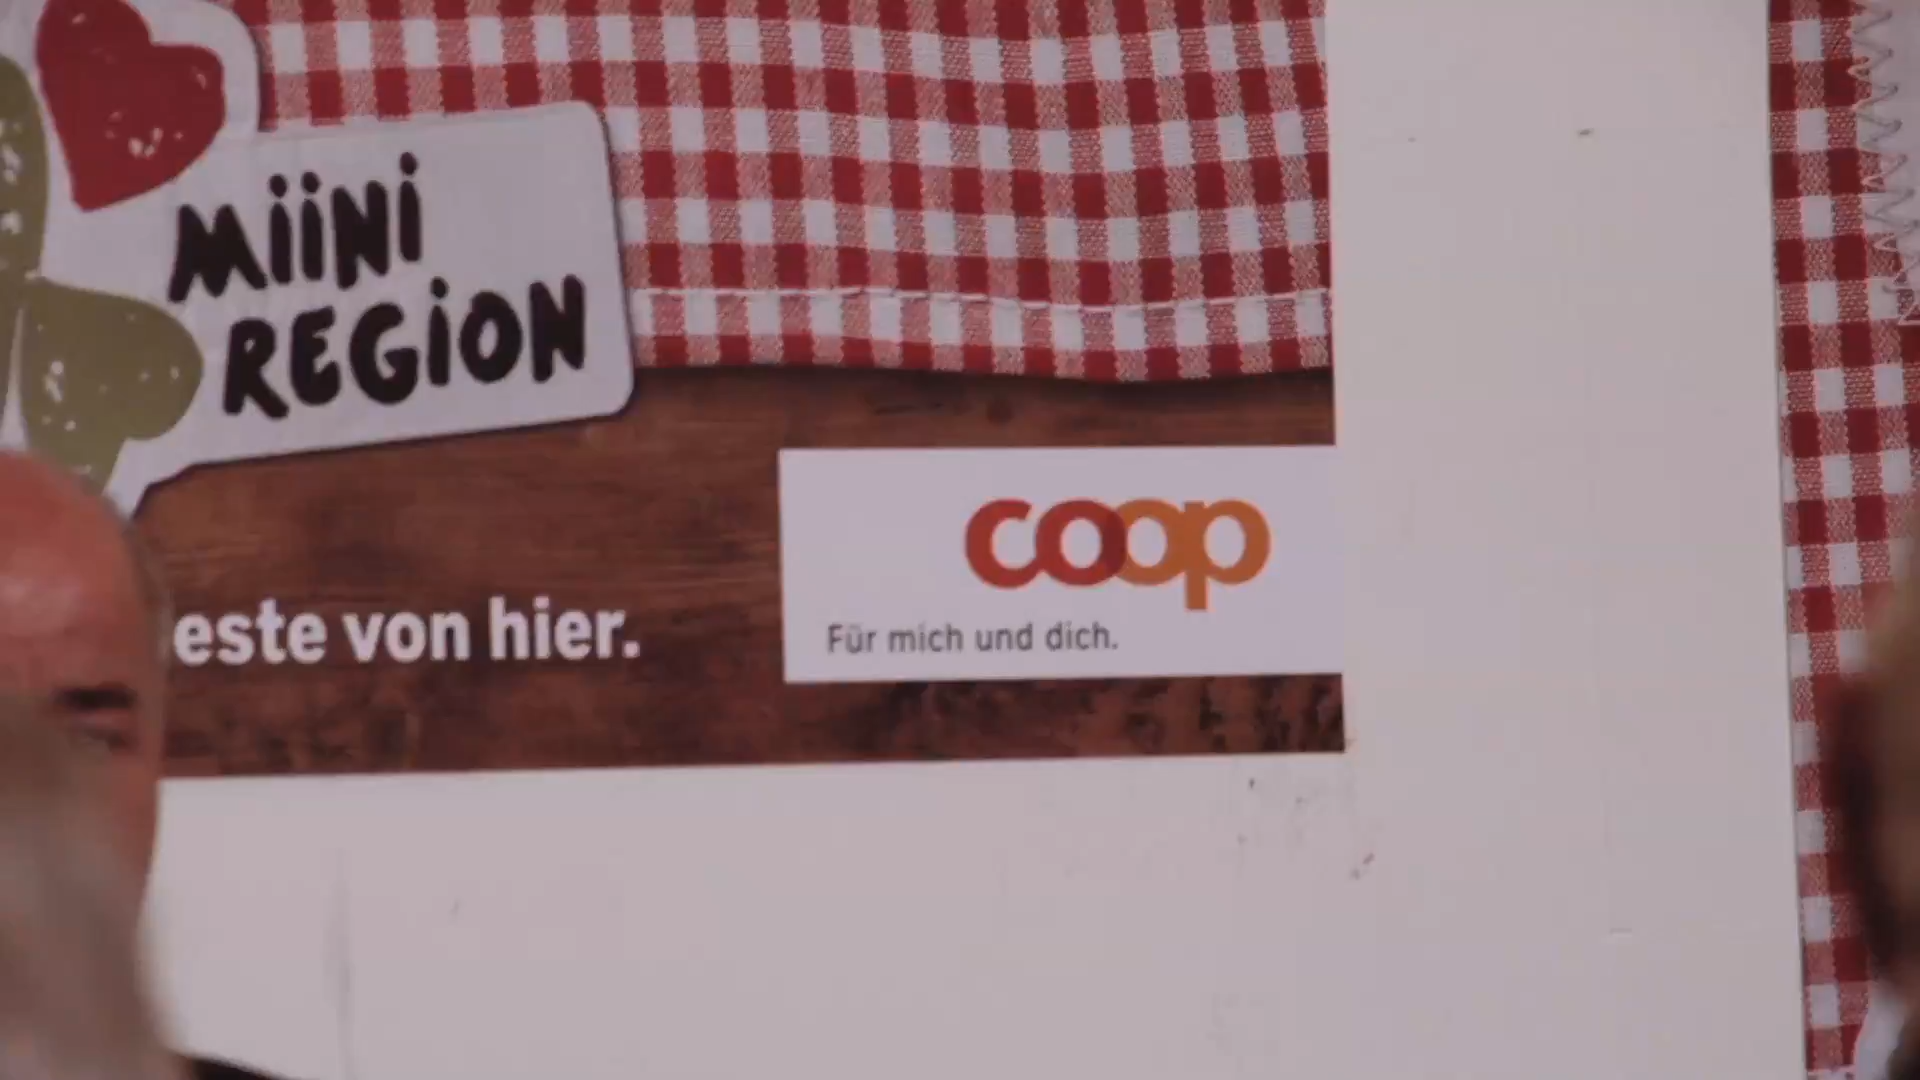 MiiNi
REGiON
este von hier.
coop
Für mich und dich.